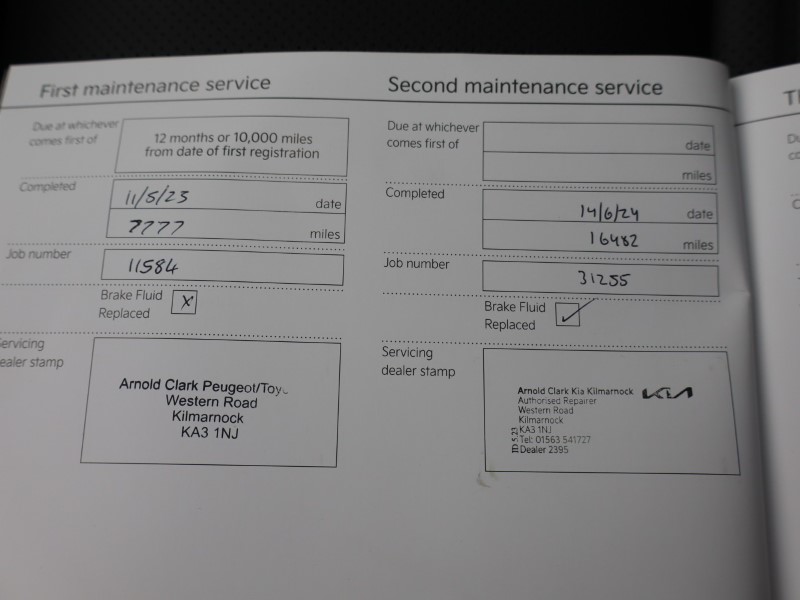 First maintenance service
Due at whichever
comes first of
12 months or 10,000 miles
from date of first registration
Completed
11/5/23 date
7777 miles
Job number
11584
Brake Fluid X
Replaced
Servicing
dealer stamp
Arnold Clark Peugeot/Toyo
Western Road
Kilmarnock
KA3 1NJ
Second maintenance service
Due at whichever
comes first of
date
miles
Completed
14/6/24 date
16482 miles
Job number
31255
Brake Fluid ✓
Replaced
Servicing
dealer stamp
Arnold Clark Kia Kilmarnock KIA
Authorised Repairer
Western Road
Kilmarnock
KA3 1NJ
Tel: 01563 541727
Dealer 2395
TD 5.23